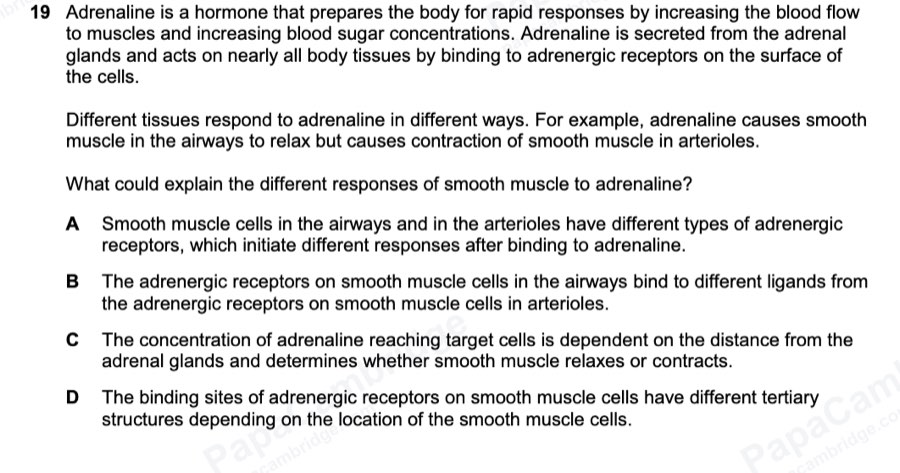 19 Adrenaline is a hormone that prepares the body for rapid responses by increasing the blood flow
to muscles and increasing blood sugar concentrations. Adrenaline is secreted from the adrenal
glands and acts on nearly all body tissues by binding to adrenergic receptors on the surface of
the cells.
Different tissues respond to adrenaline in different ways. For example, adrenaline causes smooth
muscle in the airways to relax but causes contraction of smooth muscle in arterioles.
What could explain the different responses of smooth muscle to adrenaline?
A Smooth muscle cells in the airways and in the arterioles have different types of adrenergic
receptors, which initiate different responses after binding to adrenaline.
B The adrenergic receptors on smooth muscle cells in the airways bind to different ligands from
the adrenergic receptors on smooth muscle cells in arterioles.
C The concentration of adrenaline reaching target cells is dependent on the distance from the
adrenal glands and determines whether smooth muscle relaxes or contracts.
D The binding sites of adrenergic receptors on smooth muscle cells have different tertiary
structures depending on the location of the smooth muscle cells.